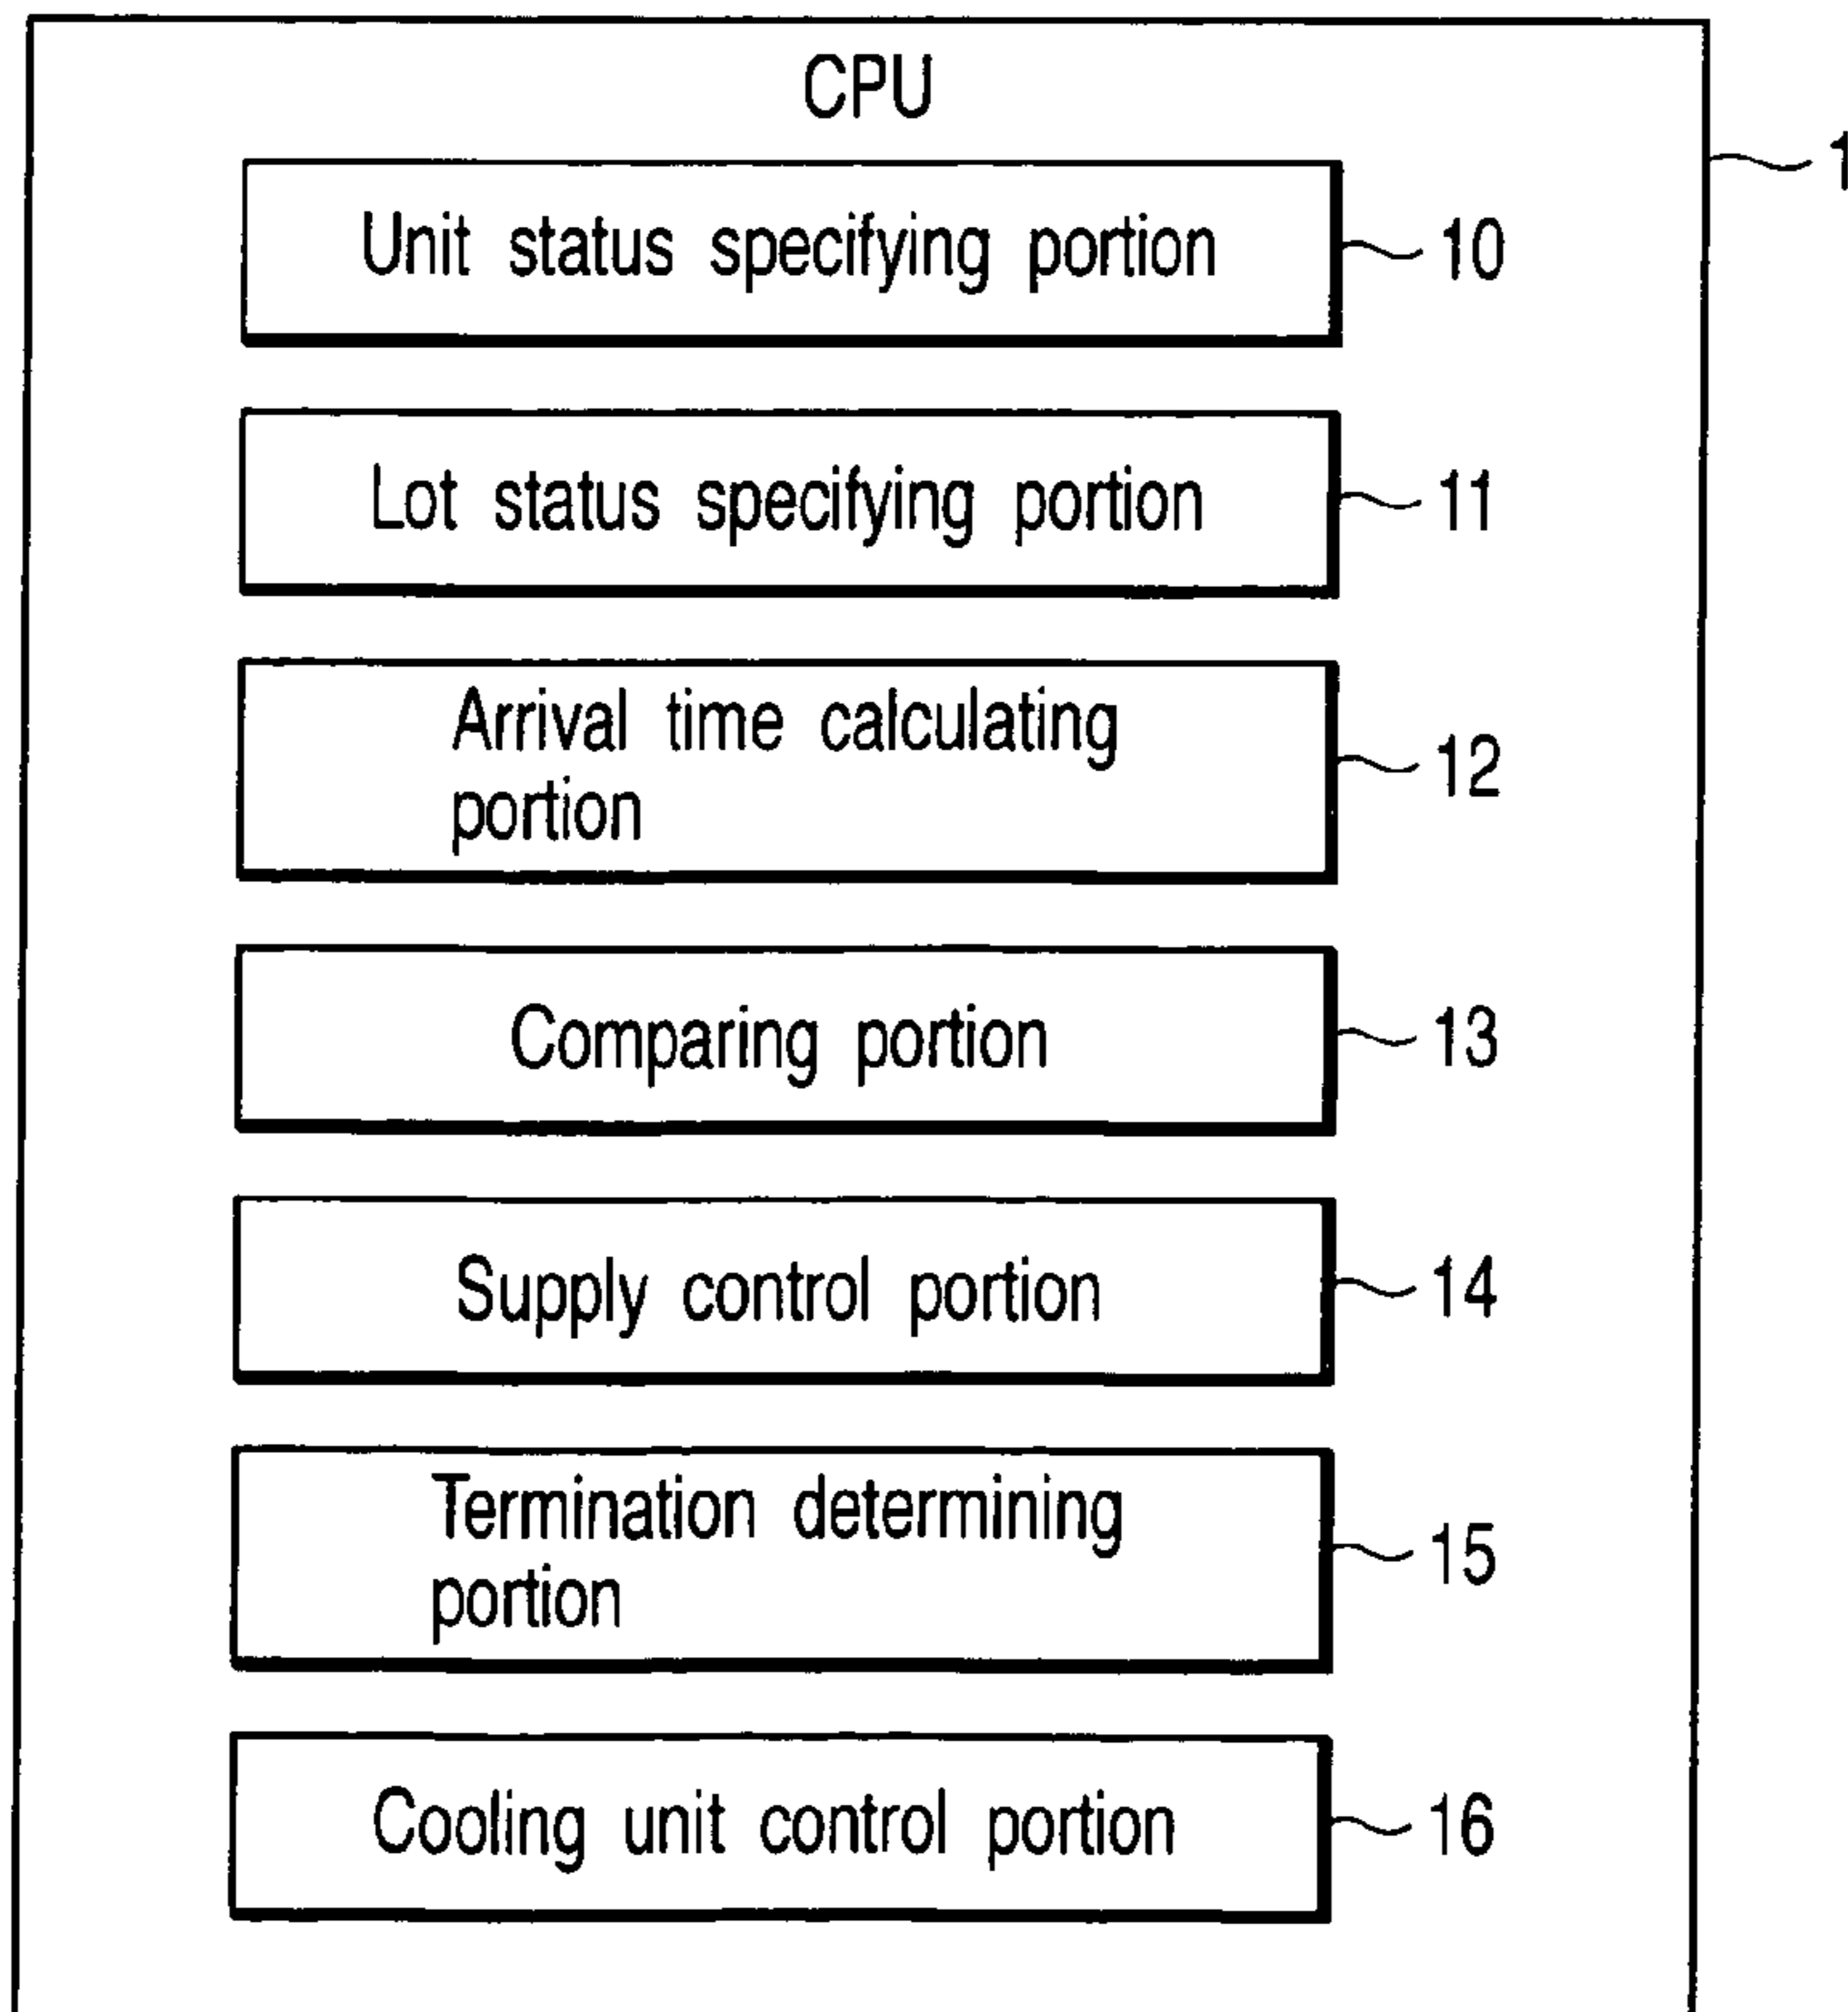 CPU
1
Unit status specifying portion
10
Lot status specifying portion
11
Arrival time calculating
portion
12
Comparing portion
13
Supply control portion
14
Termination determining
portion
15
Cooling unit control portion
16